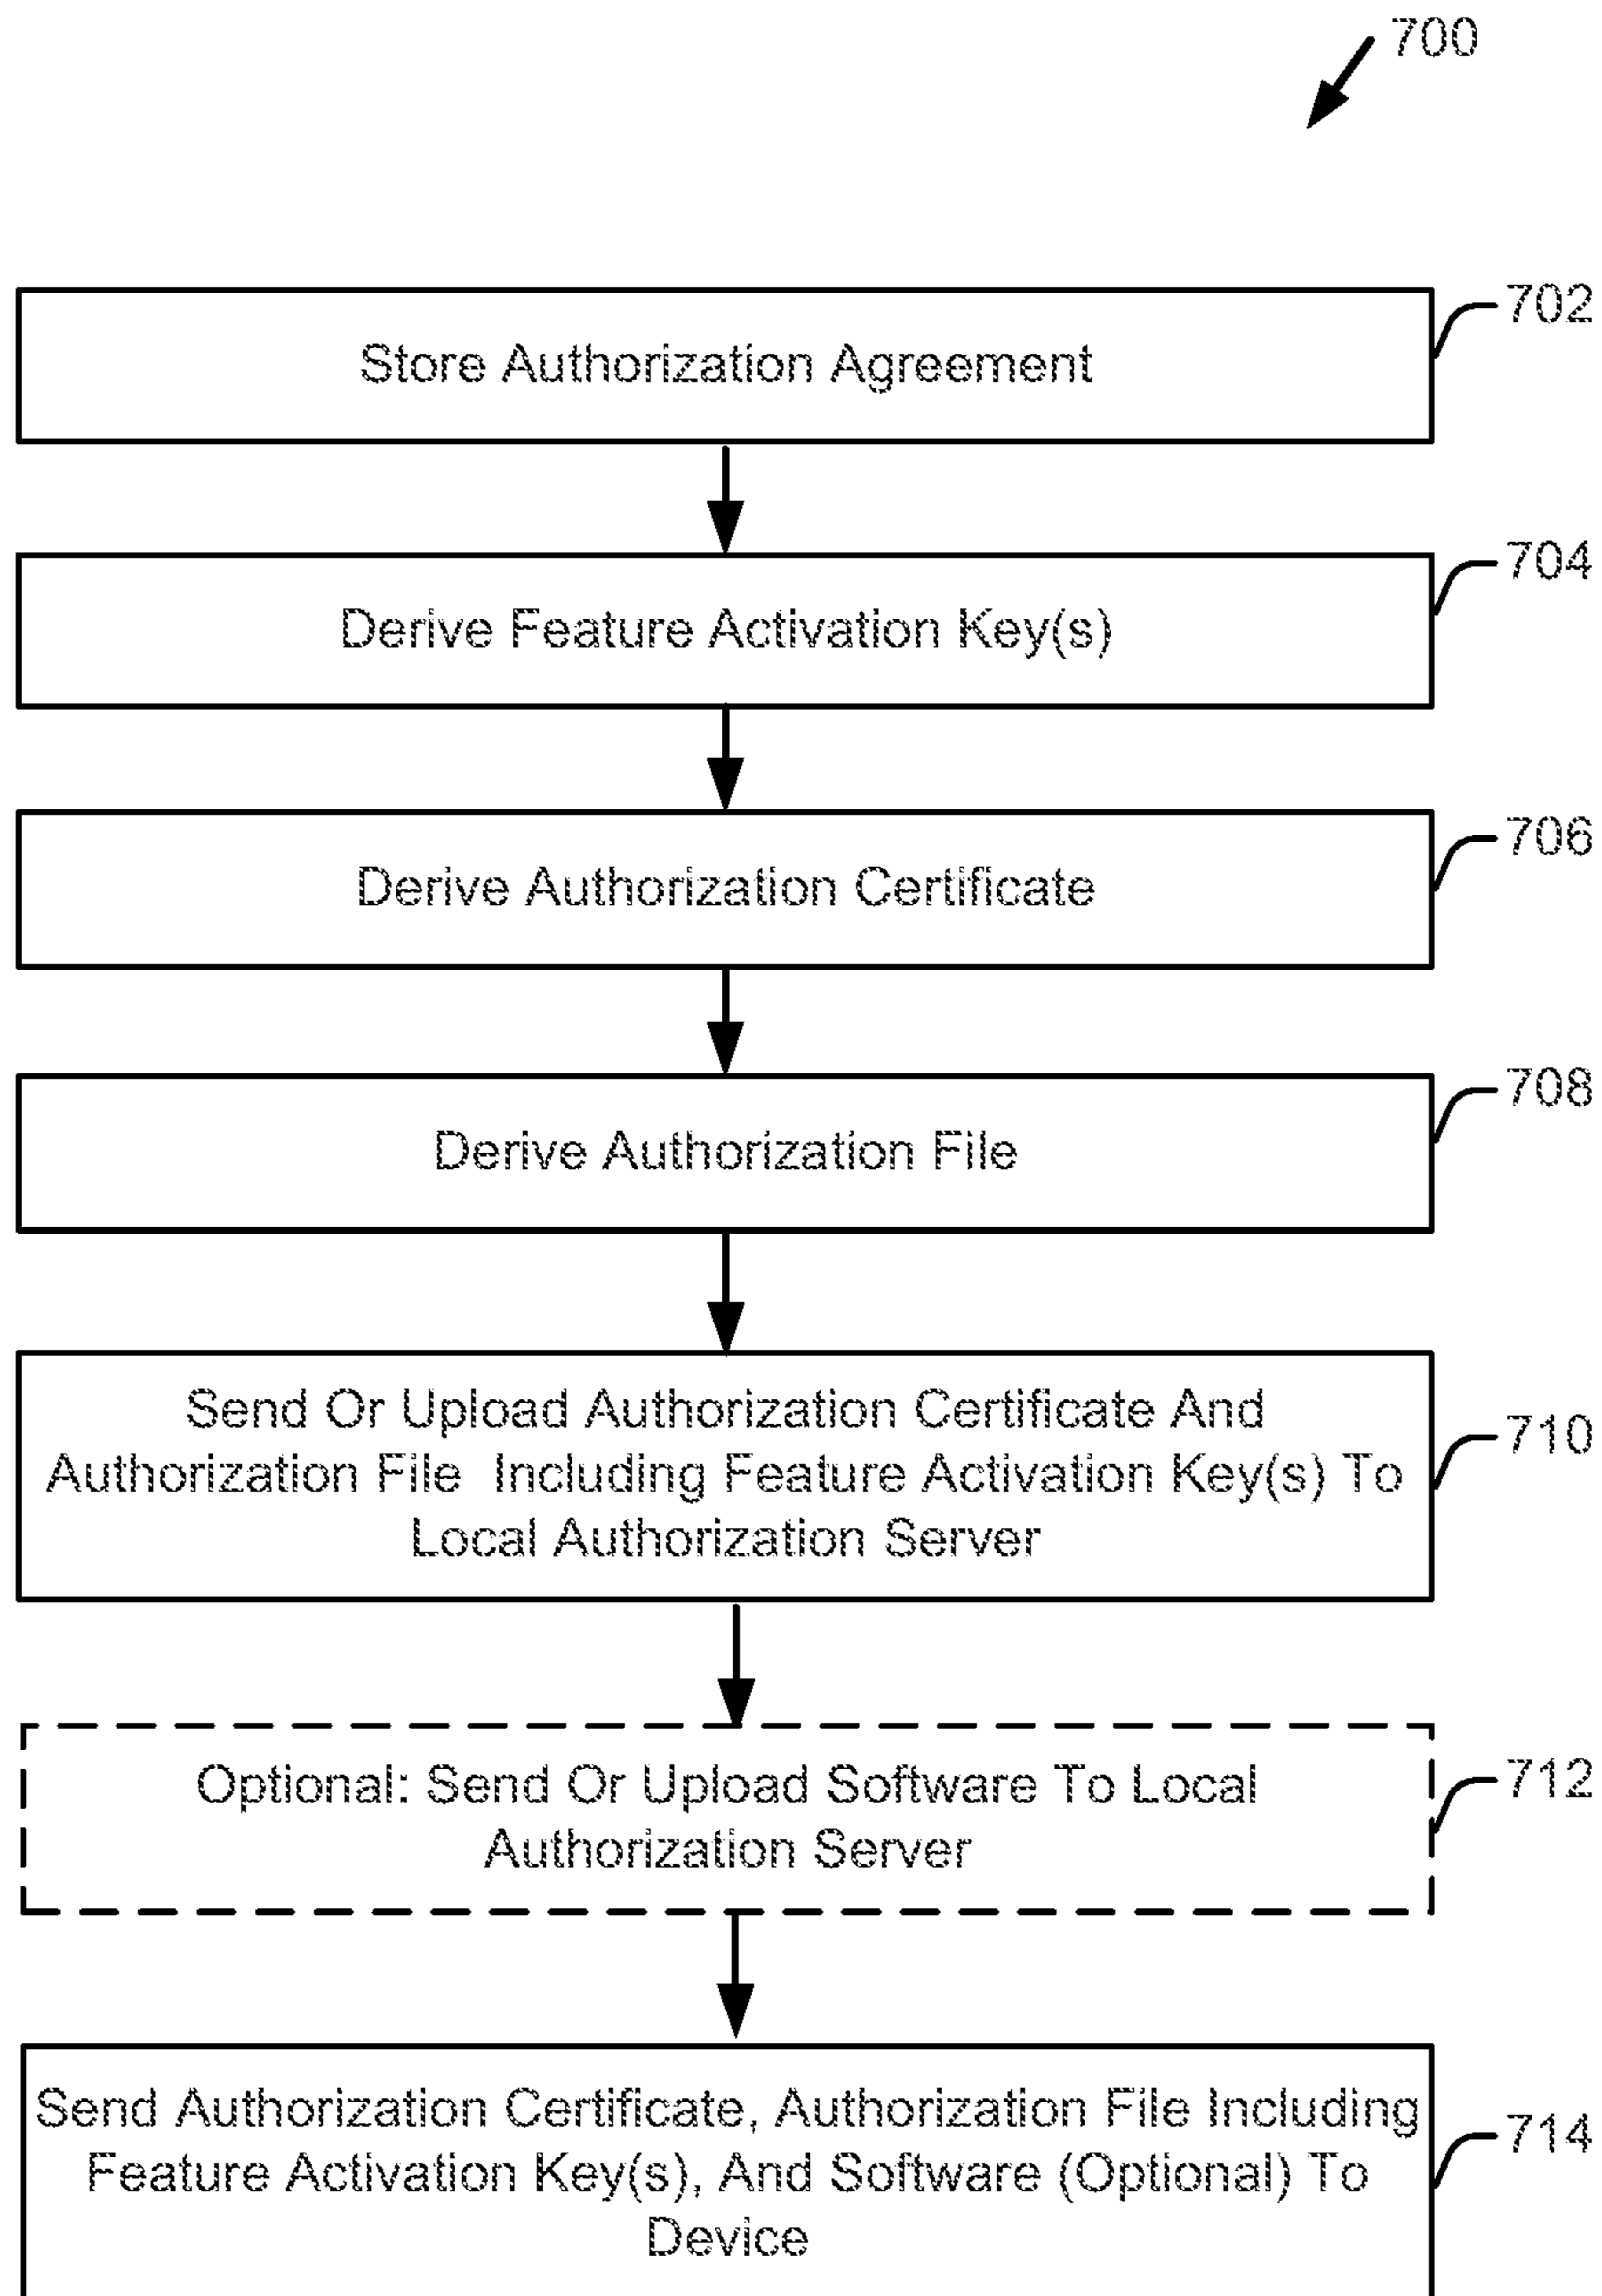 700
702
Store Authorization Agreement
704
Derive Feature Activation Key(s)
706
Derive Authorization Certificate
708
Derive Authorization File
Send Or Upload Authorization Certificate And
Authorization File Including Feature Activation Key(s) To
Local Authorization Server
710
Optional: Send Or Upload Software To Local
Authorization Server
712
Send Authorization Certificate, Authorization File Including
Feature Activation Key(s), And Software (Optional) To
Device
714